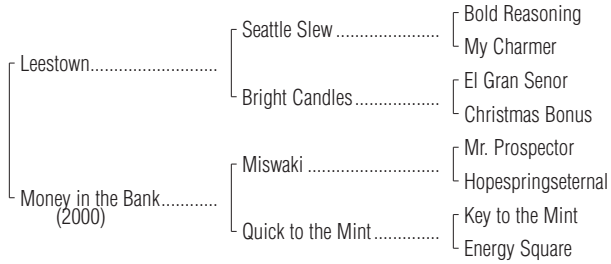 Bold Reasoning
Seattle Slew
My Charmer
Leestown
El Gran Senor
Bright Candles
Christmas Bonus
Mr. Prospector
Miswaki
Hopespringseternal
Money in the Bank
(2000)
Key to the Mint
Quick to the Mint
Energy Square